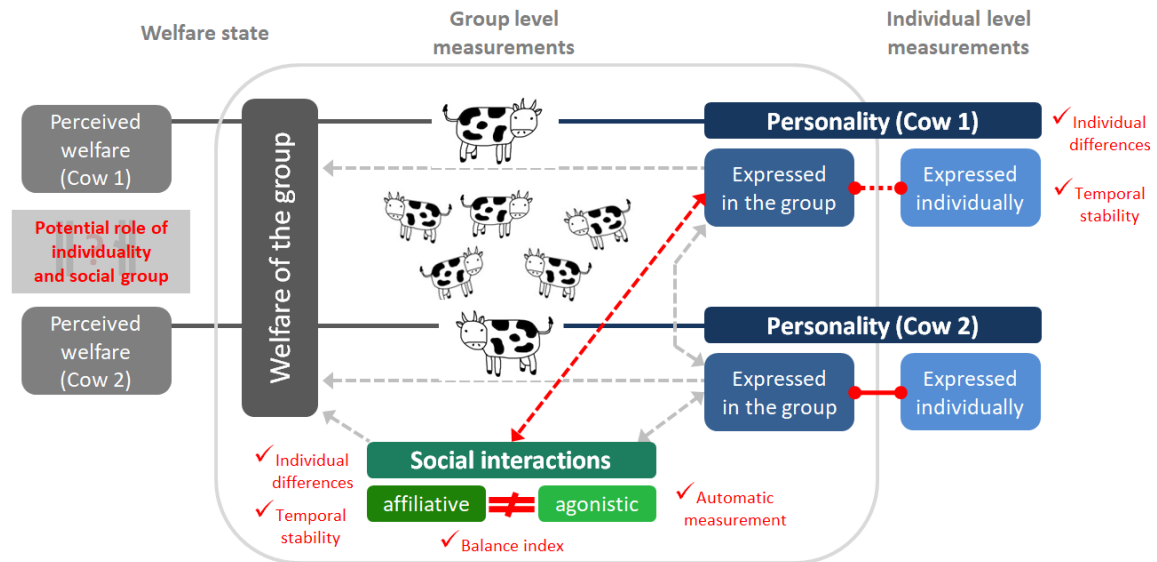 Welfare state
Group level
measurements
Individual level
measurements
Perceived
welfare
(Cow 1)
Welfare of the group
Personality (Cow 1)
Expressed
in the group
Expressed
individually
✓ Individual
differences
✓ Temporal
stability
Potential role of
individuality
and social group
?
Perceived
welfare
(Cow 2)
Personality (Cow 2)
Expressed
in the group
Expressed
individually
Social interactions
affiliative
≠
agonistic
✓ Individual
differences
✓ Temporal
stability
✓ Automatic
measurement
✓ Balance index